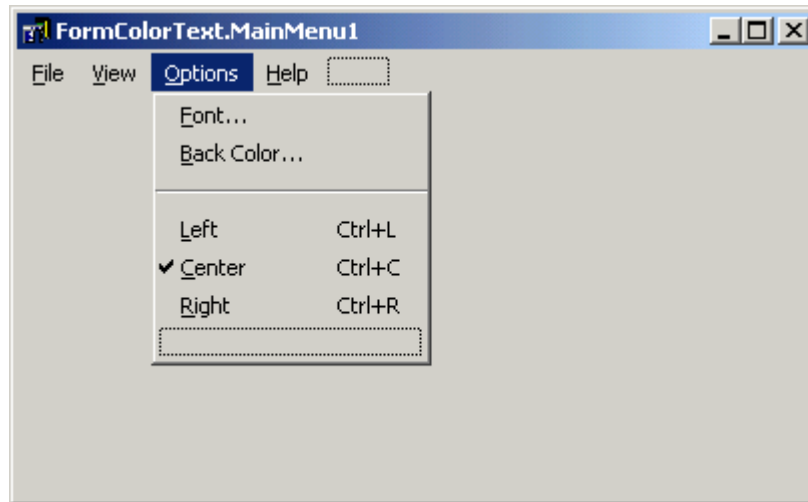 FormColorText.MainMenu1
File View Options Help
Font...
Back Color...
Left Ctrl+L
Center Ctrl+C
Right Ctrl+R